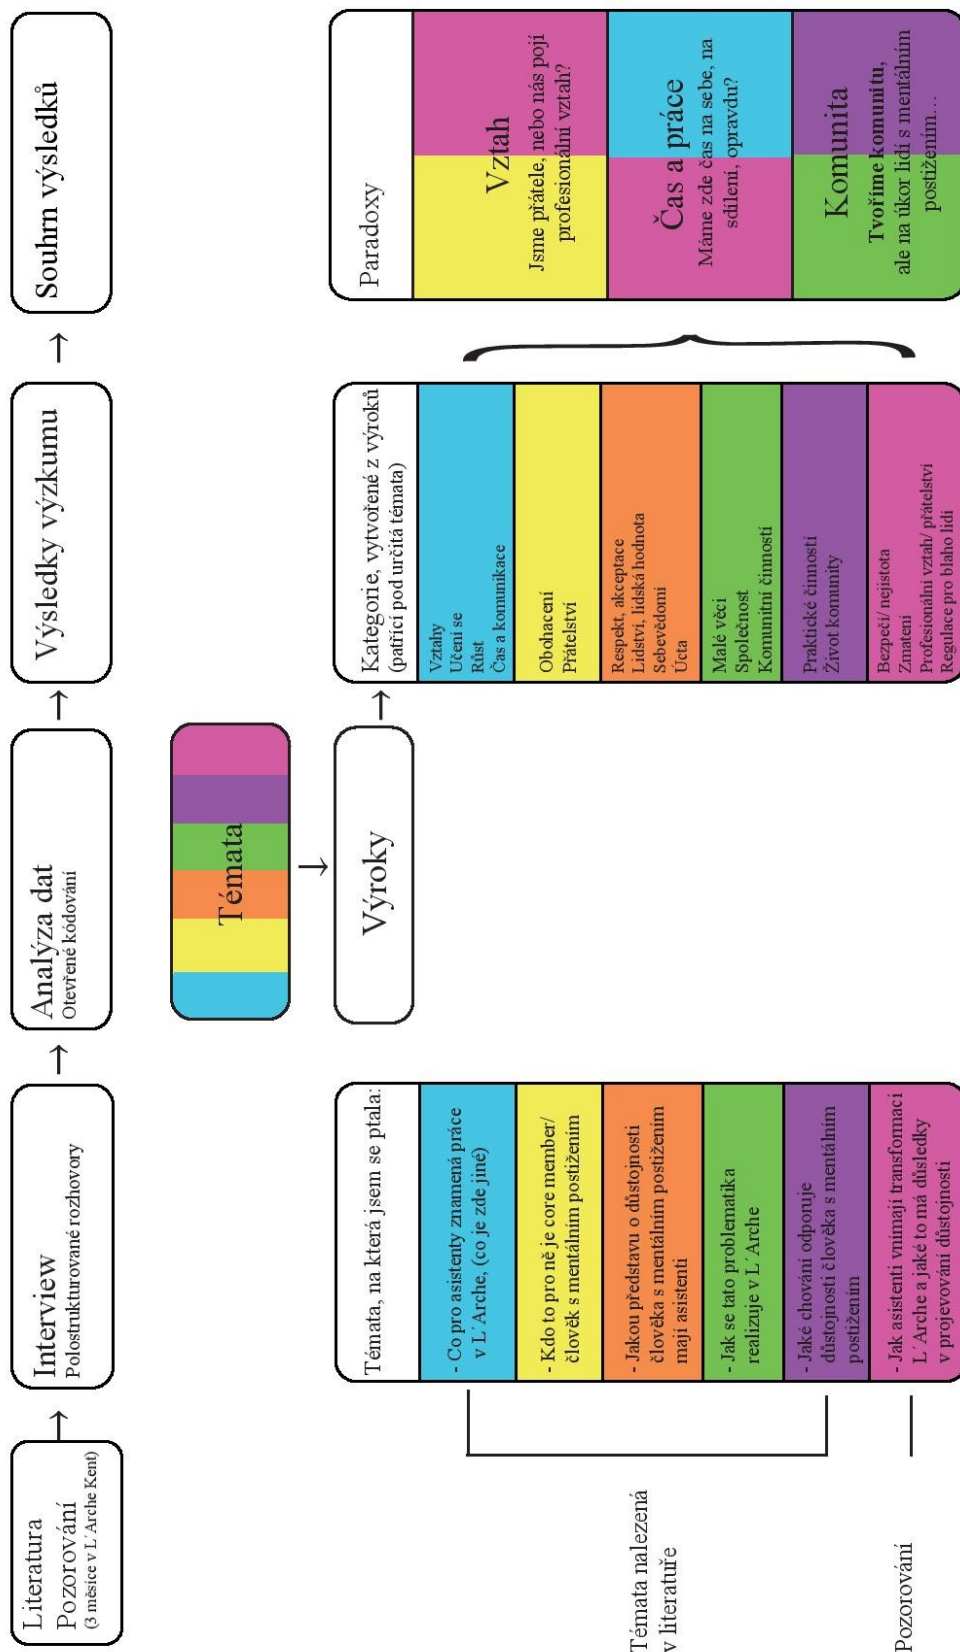 Literatura
Pozorování
(3 měsíce v L´Arche Kent)
→
Interview
Polostrukturované rozhovory
→
Analýza dat
Otevřené kódování
→
Výsledky výzkumu
→
Souhrn výsledků
Témata nalezená
v literatuře
Pozorování
Témata, na která jsem se ptala:
- Co pro asistenty znamená práce
v L´Arche, (co je zde jiné)
- Kdo to pro ně je core member/
člověk s mentálním postižením
- Jakou představu o důstojnosti
člověka s mentálním postižením
mají asistenti
- Jak se tato problematika
realizuje v L´Arche
- Jaké chování odporuje
důstojnosti člověka s mentálním
postižením
- Jak asistenti vnímají transformaci
L´Arche a jaké to má důsledky
v projevování důstojnosti
Témata
→
Výroky
→
Kategorie, vytvořené z výroků
(patřící pod určitá témata)
Vztahy
Učení se
Růst
Čas a komunikace
Obohacení
Přátelství
Respekt, akceptace
Lidství, lidská hodnota
Sebevědomí
Úcta
Malé věci
Společnost
Komunitní činnosti
Praktické činnosti
Život komunity
Bezpečí/ nejistota
Zmatení
Profesionální vztah/ přátelství
Regulace pro blaho lidí
Paradoxy
Vztah
Jsme přátele, nebo nás pojí
profesionální vztah?
Čas a práce
Máme zde čas na sebe, na
sdílení, opravdu?
Komunita
Tvoříme komunitu,
ale na úkor lidí s mentálním
postižením...